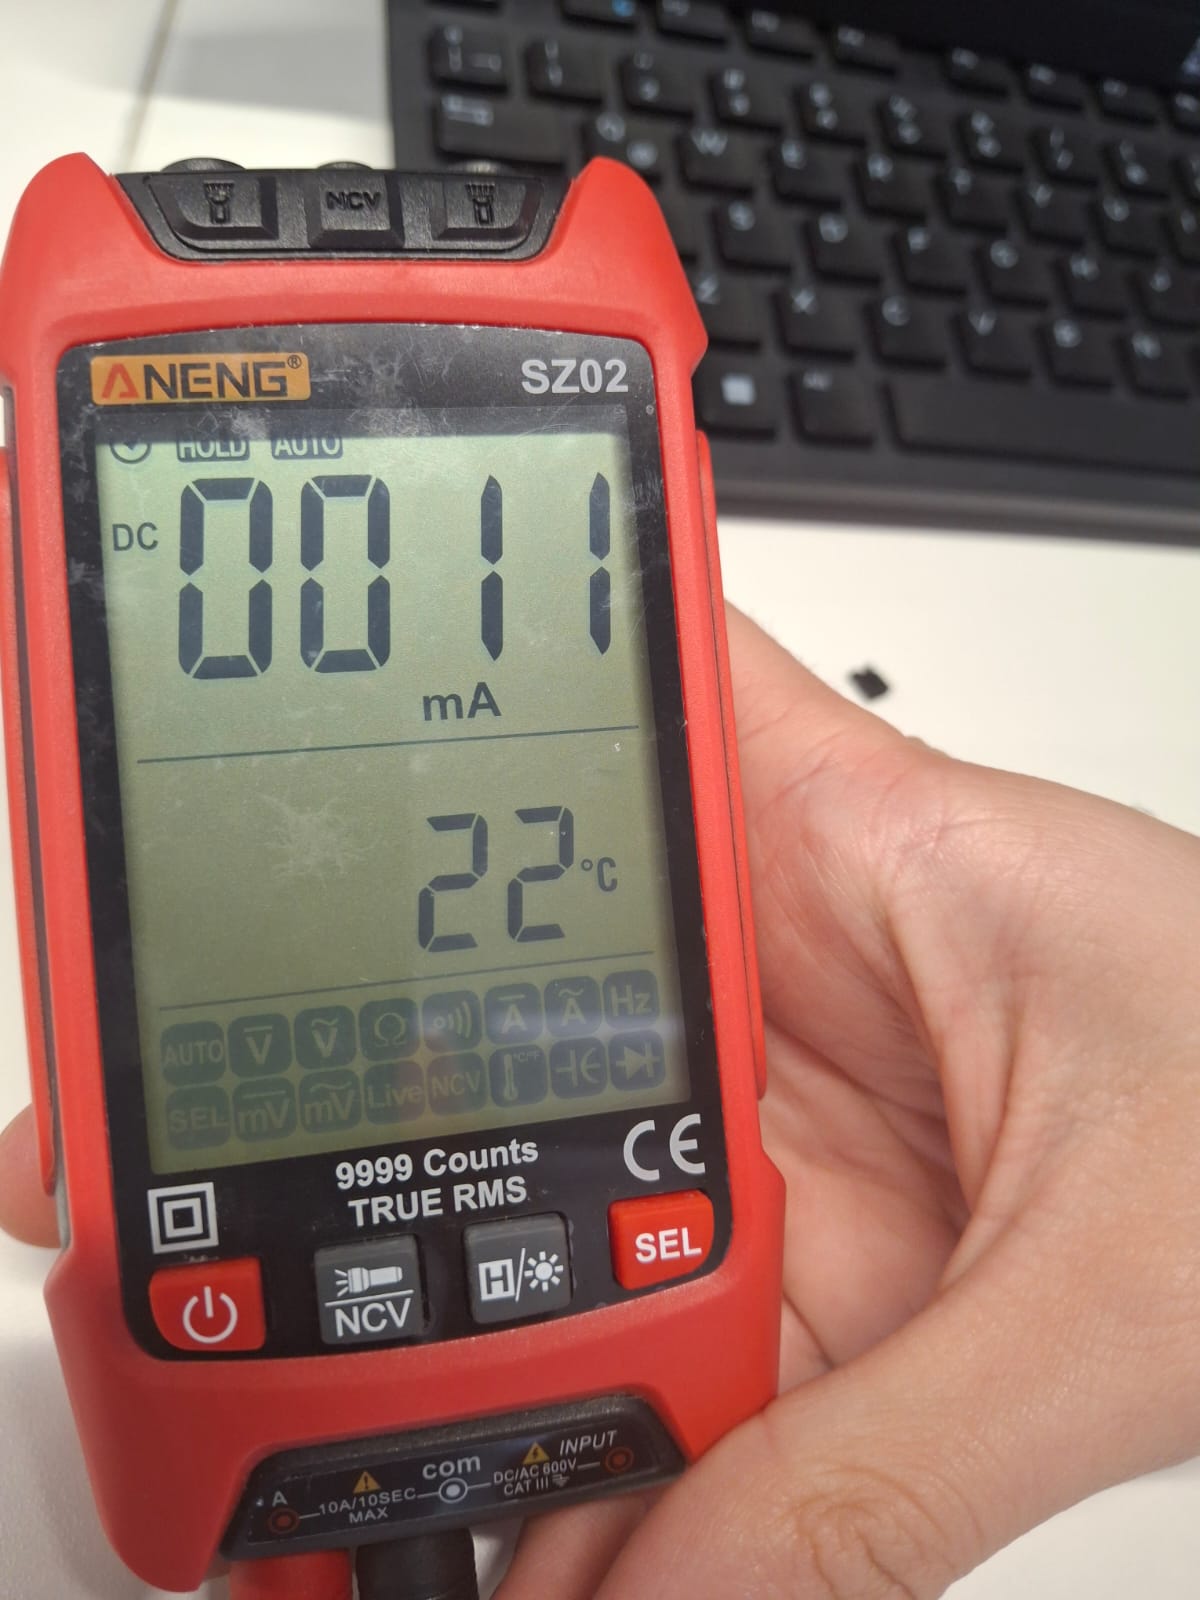 NCV
ANENG®
SZ02
HOLD AUTO
DC 0011
mA
22 °C
AUTO V V Ω A A Hz
SEL mV mV Live NCV °C/°F
9999 Counts
TRUE RMS
CE
NCV
H/
SEL
A
10A/10SEC
MAX
com
INPUT
DC/AC 600V
CAT III